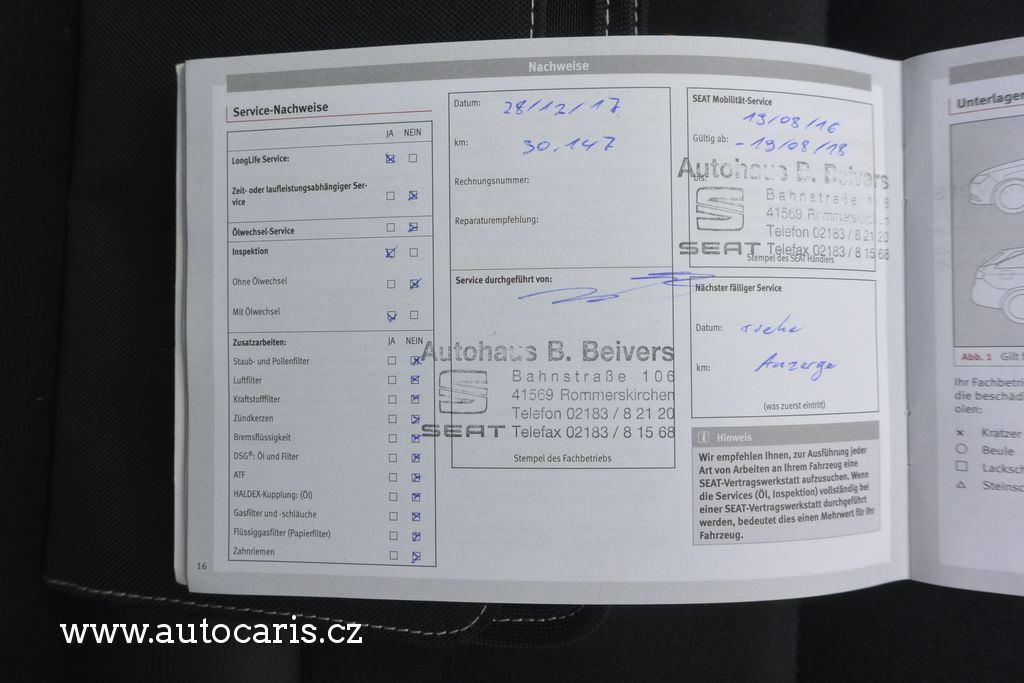 Nachweise
Service-Nachweise
JA NEIN
LongLife Service:
Zeit- oder laufleistungsabhängiger Ser-
vice
Ölwechsel-Service
Inspektion
Ohne Ölwechsel
Mit Ölwechsel
Zusatzarbeiten: JA NEIN
Staub- und Pollenfilter
Luftfilter
Kraftstofffilter
Zündkerzen
Bremsflüssigkeit
DSG®: Öl und Filter
ATF
HALDEX-Kupplung: (Öl)
Gasfilter und -schläuche
Flüssiggasfilter (Papierfilter)
Zahnriemen
16
Datum: 28/12/17
km: 30.147
Rechnungsnummer:
Reparaturempfehlung:
Service durchgeführt von:
Autohaus B. Beivers
Bahnstraße 106
41569 Rommerskirchen
Telefon 02183 / 8 21 20
SEAT Telefax 02183 / 8 15 68
Stempel des Fachbetriebs
SEAT Mobilität-Service
19/08/16
Gültig ab: - 19/08/18
bis:
Autohaus B. Beivers
Bahnstraße 106
41569 Rommerskirchen
Telefon 02183 / 8 21 20
SEAT Telefax 02183 / 8 15 68
Stempel des SEAT Händlers
Nächster fälliger Service
Datum: siehe
km: Anzeige
(was zuerst eintritt)
i Hinweis
Wir empfehlen Ihnen, zur Ausführung jeder
Art von Arbeiten an Ihrem Fahrzeug eine
SEAT-Vertragswerkstatt aufzusuchen. Wenn
die Services (Öl, Inspektion) vollständig bei
einer SEAT-Vertragswerkstatt durchgeführt
werden, bedeutet dies einen Mehrwert für Ihr
Fahrzeug.
Unterlagen
Abb. 1 Gilt f
Ihr Fachbetri
die beschädi
olen:
Kratzer
Beule
Lacksch
Steinsc
www.autocaris.cz